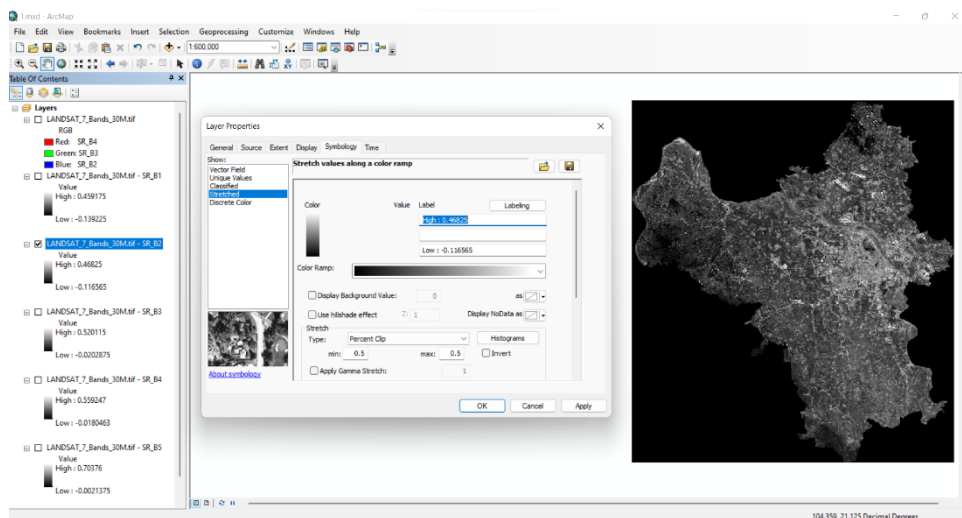 1.mxd - ArcMap
File Edit View Bookmarks Insert Selection Geoprocessing Customize Windows Help
1:600,000
Table Of Contents
Layers
LANDSAT_7_Bands_30M.tif
RGB
Red: SR_B4
Green: SR_B3
Blue: SR_B2
LANDSAT_7_Bands_30M.tif - SR_B1
Value
High : 0.459175
Low : -0.139225
LANDSAT_7_Bands_30M.tif - SR_B2
Value
High : 0.46825
Low : -0.116565
LANDSAT_7_Bands_30M.tif - SR_B3
Value
High : 0.520115
Low : -0.0202875
LANDSAT_7_Bands_30M.tif - SR_B4
Value
High : 0.559247
Low : -0.0180463
LANDSAT_7_Bands_30M.tif - SR_B5
Value
High : 0.70376
Low : -0.0021375
Layer Properties
General Source Extent Display Symbology Time
Show:
Vector Field
Unique Values
Classified
Stretched
Discrete Color
About symbology
Stretch values along a color ramp
Color Value Label Labeling
High : 0.46825
Low : -0.116565
Color Ramp:
Display Background Value: 0 as
Use hillshade effect Z: 1 Display NoData as
Stretch
Type: Percent Clip Histograms
min: 0.5 max: 0.5 Invert
Apply Gamma Stretch: 1
OK Cancel Apply
104.359 21.125 Decimal Degrees